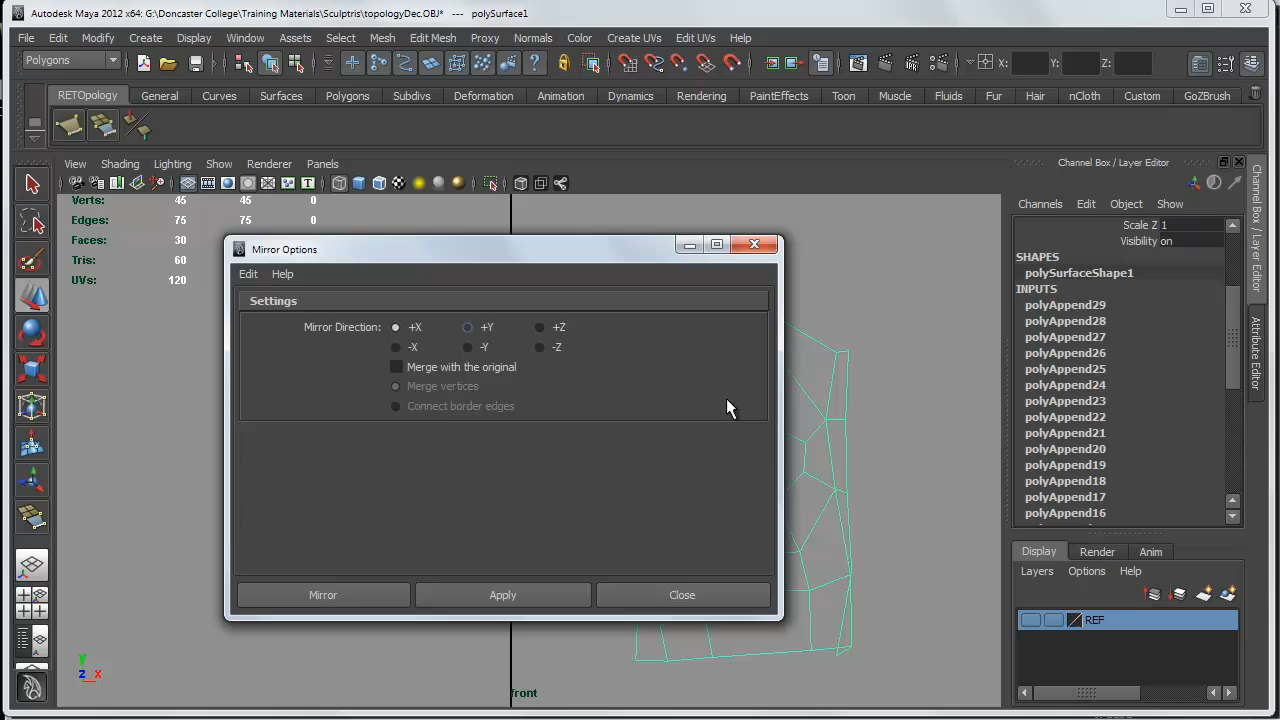 Autodesk Maya 2012 x64: G:\Doncaster College\Training Materials\Sculptris\topologyDec.OBJ* --- polySurface1
File Edit Modify Create Display Window Assets Select Mesh Edit Mesh Proxy Normals Color Create UVs Edit UVs Help
Polygons X: Y: Z:
RETOpology General Curves Surfaces Polygons Subdivs Deformation Animation Dynamics Rendering PaintEffects Toon Muscle Fluids Fur Hair nCloth Custom GoZBrush
View Shading Lighting Show Renderer Panels
Channel Box / Layer Editor
Channels Edit Object Show
Verts: 45 45 0
Edges: 75 75 0
Faces: 30
Tris: 60
UVs: 120
Mirror Options
Edit Help
Settings
Mirror Direction: +X +Y +Z
-X -Y -Z
Merge with the original
Merge vertices
Connect border edges
Mirror Apply Close
front
y
z x
Scale Z 1
Visibility on
SHAPES
polySurfaceShape1
INPUTS
polyAppend29
polyAppend28
polyAppend27
polyAppend26
polyAppend25
polyAppend24
polyAppend23
polyAppend22
polyAppend21
polyAppend20
polyAppend19
polyAppend18
polyAppend17
polyAppend16
Display Render Anim
Layers Options Help
REF
Channel Box / Layer Editor
Attribute Editor